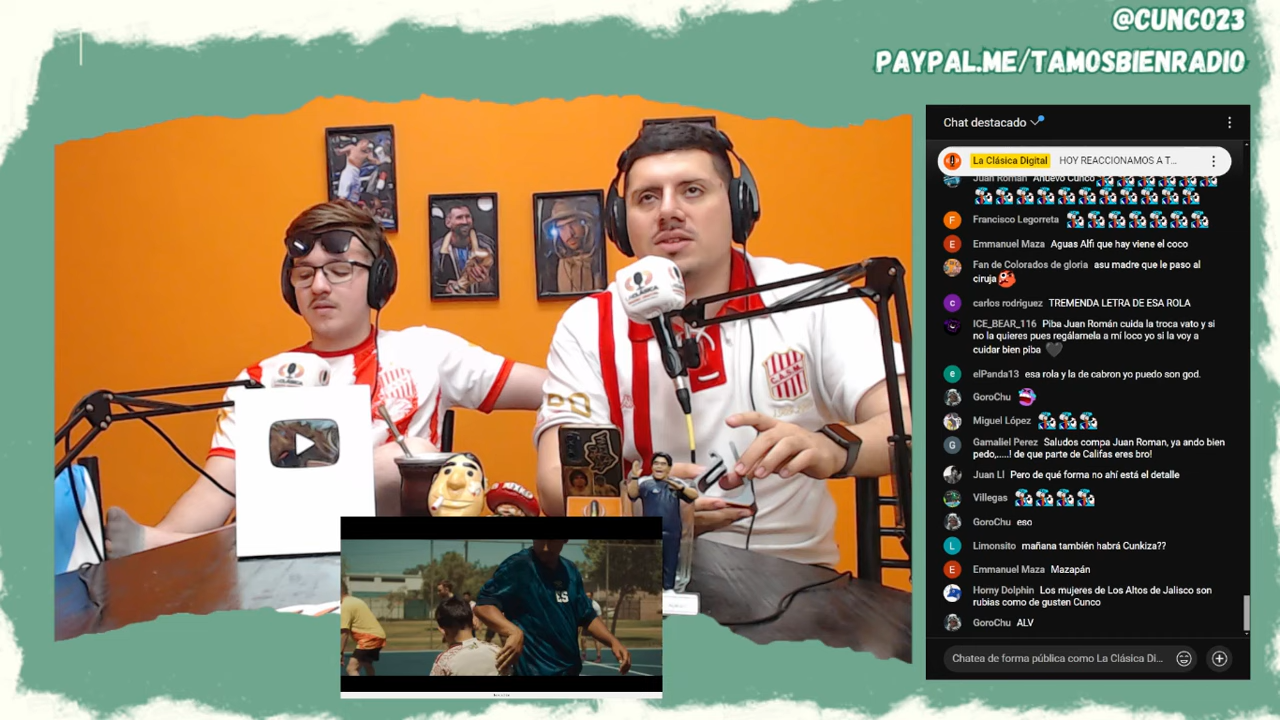 @CUNCO23
PAYPAL.ME/TAMOSBIENRADIO
Chat destacado
La Clásica Digital HOY REACCIONAMOS A T...
Juan Román Anuevo Cunco
Francisco Legorreta
Emmanuel Maza Aguas Alfi que hay viene el coco
Fan de Colorados de gloria asu madre que le paso al
ciruja
carlos rodriguez TREMENDA LETRA DE ESA ROLA
ICE_BEAR_116 Piba Juan Román cuida la troca vato y si
no la quieres pues regálamela a mí loco yo si la voy a
cuidar bien piba
elPanda13 esa rola y la de cabron yo puedo son god.
GoroChu
Miguel López
Gamaliel Perez Saludos compa Juan Roman, ya ando bien
pedo,.....! de que parte de Califas eres bro!
Juan Ll Pero de qué forma no ahí está el detalle
Villegas
GoroChu eso
Limonsito mañana también habrá Cunkiza??
Emmanuel Maza Mazapán
Horny Dolphin Los mujeres de Los Altos de Jalisco son
rubias como de gusten Cunco
GoroChu ALV
Chatea de forma pública como La Clásica Di...